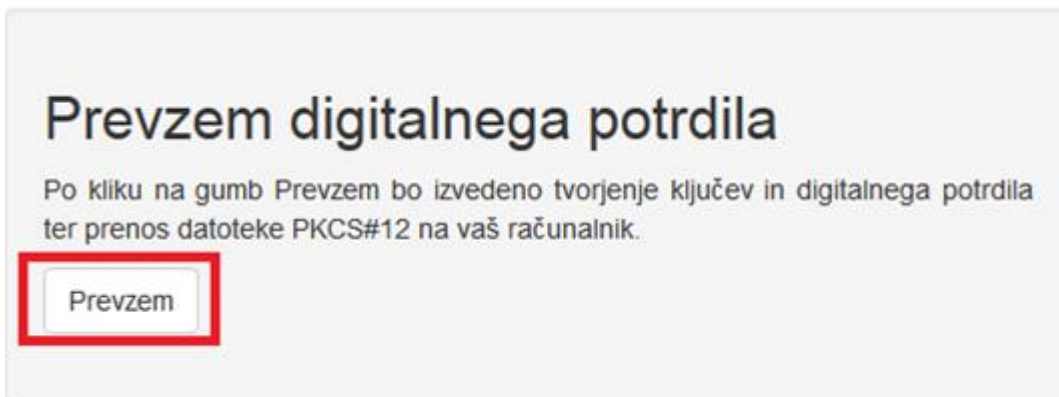 Prevzem digitalnega potrdila
Po kliku na gumb Prevzem bo izvedeno tvorjenje ključev in digitalnega potrdila
ter prenos datoteke PKCS#12 na vaš računalnik.
Prevzem